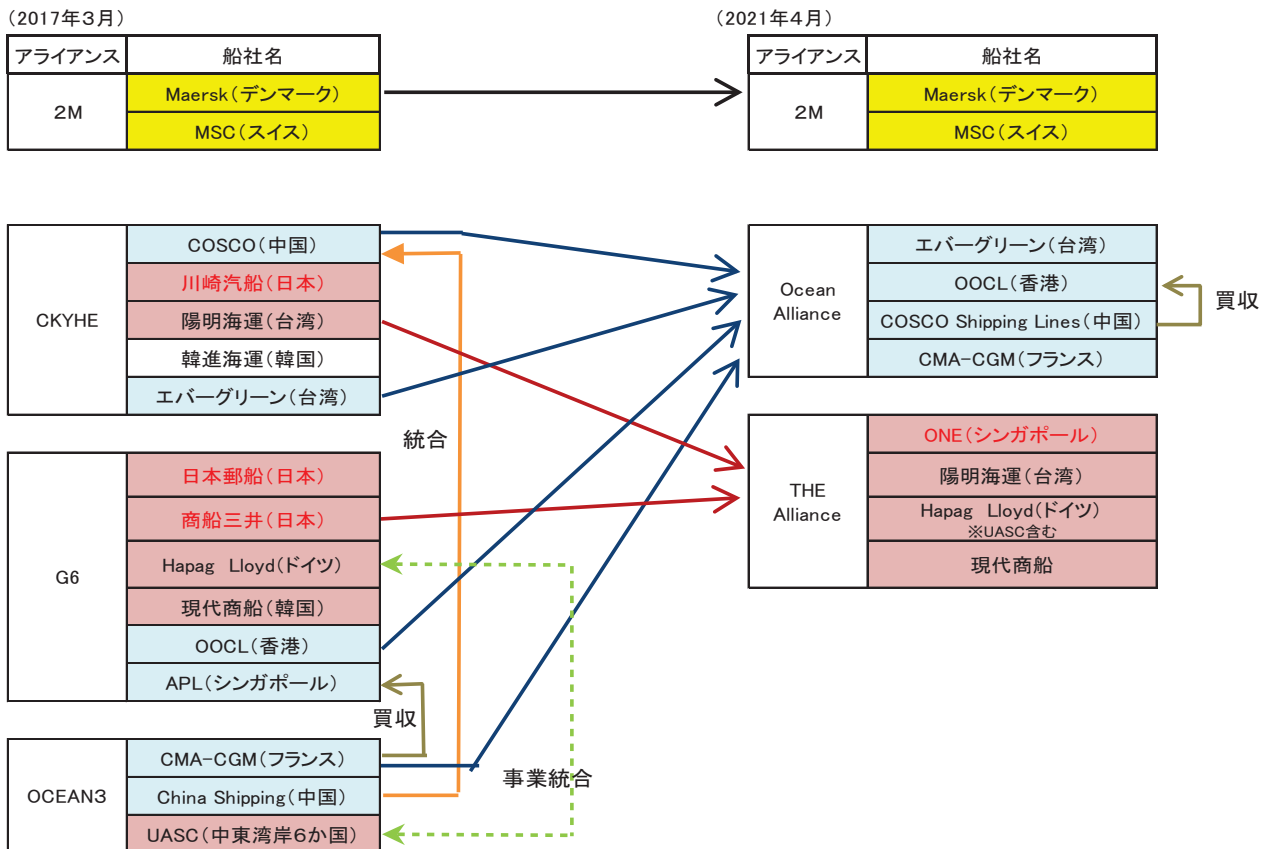 （2017年３月）
アライアンス 船社名
２Ｍ
Maersk（デンマーク）
MSC（スイス）
CKYHE
COSCO（中国）
川崎汽船（日本）
陽明海運（台湾）
韓進海運（韓国）
エバーグリーン（台湾）
統合
G6
日本郵船（日本）
商船三井（日本）
Hapag Lloyd（ドイツ）
現代商船（韓国）
OOCL（香港）
APL（シンガポール）
買収
OCEAN3
CMA-CGM（フランス）
China Shipping（中国）
UASC（中東湾岸６か国）
事業統合
（2021年４月）
アライアンス 船社名
２Ｍ
Maersk（デンマーク）
MSC（スイス）
Ocean
Alliance
エバーグリーン（台湾）
OOCL（香港）
COSCO Shipping Lines（中国）
CMA-CGM（フランス）
買収
THE
Alliance
ONE（シンガポール）
陽明海運（台湾）
Hapag Lloyd（ドイツ）
※UASC含む
現代商船